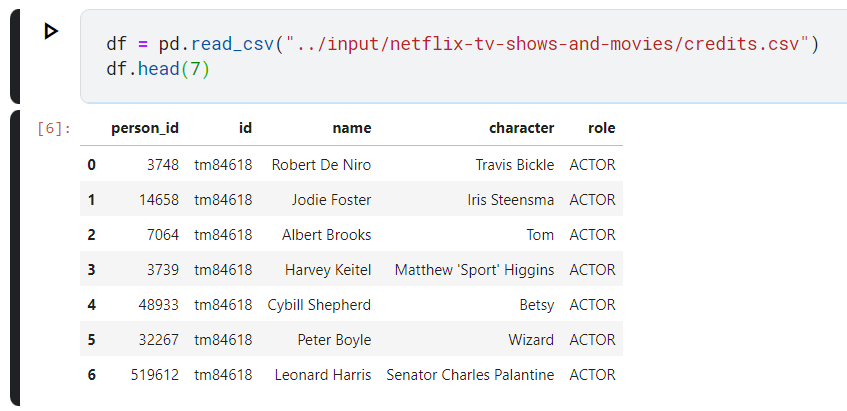 df = pd.read_csv("../input/netflix-tv-shows-and-movies/credits.csv")
df.head(7)
[6]:
person_id id name character role
0 3748 tm84618 Robert De Niro Travis Bickle ACTOR
1 14658 tm84618 Jodie Foster Iris Steensma ACTOR
2 7064 tm84618 Albert Brooks Tom ACTOR
3 3739 tm84618 Harvey Keitel Matthew 'Sport' Higgins ACTOR
4 48933 tm84618 Cybill Shepherd Betsy ACTOR
5 32267 tm84618 Peter Boyle Wizard ACTOR
6 519612 tm84618 Leonard Harris Senator Charles Palantine ACTOR